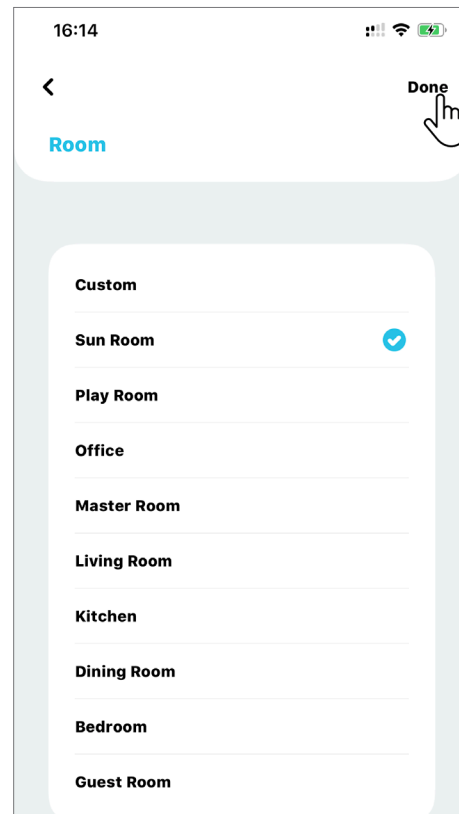 16:14
Done
Room
Custom
Sun Room
Play Room
Office
Master Room
Living Room
Kitchen
Dining Room
Bedroom
Guest Room